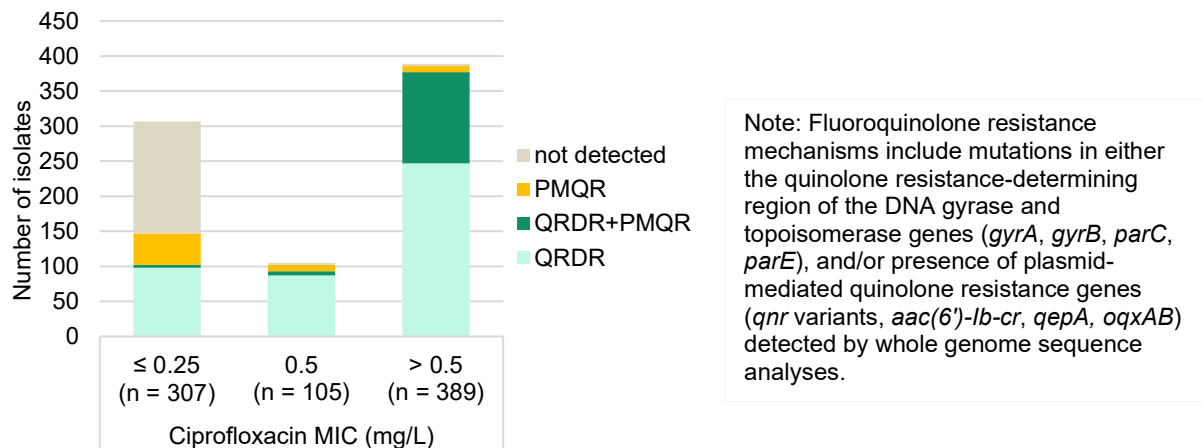 450
400
350
300
250
200
150
100
50
0
Number of isolates
≤ 0.25
(n = 307)
0.5
(n = 105)
> 0.5
(n = 389)
Ciprofloxacin MIC (mg/L)
not detected
PMQR
QRDR+PMQR
QRDR
Note: Fluoroquinolone resistance
mechanisms include mutations in either
the quinolone resistance-determining
region of the DNA gyrase and
topoisomerase genes (gyrA, gyrB, parC,
parE), and/or presence of plasmid-
mediated quinolone resistance genes
(qnr variants, aac(6')-Ib-cr, qepA, oqxAB)
detected by whole genome sequence
analyses.